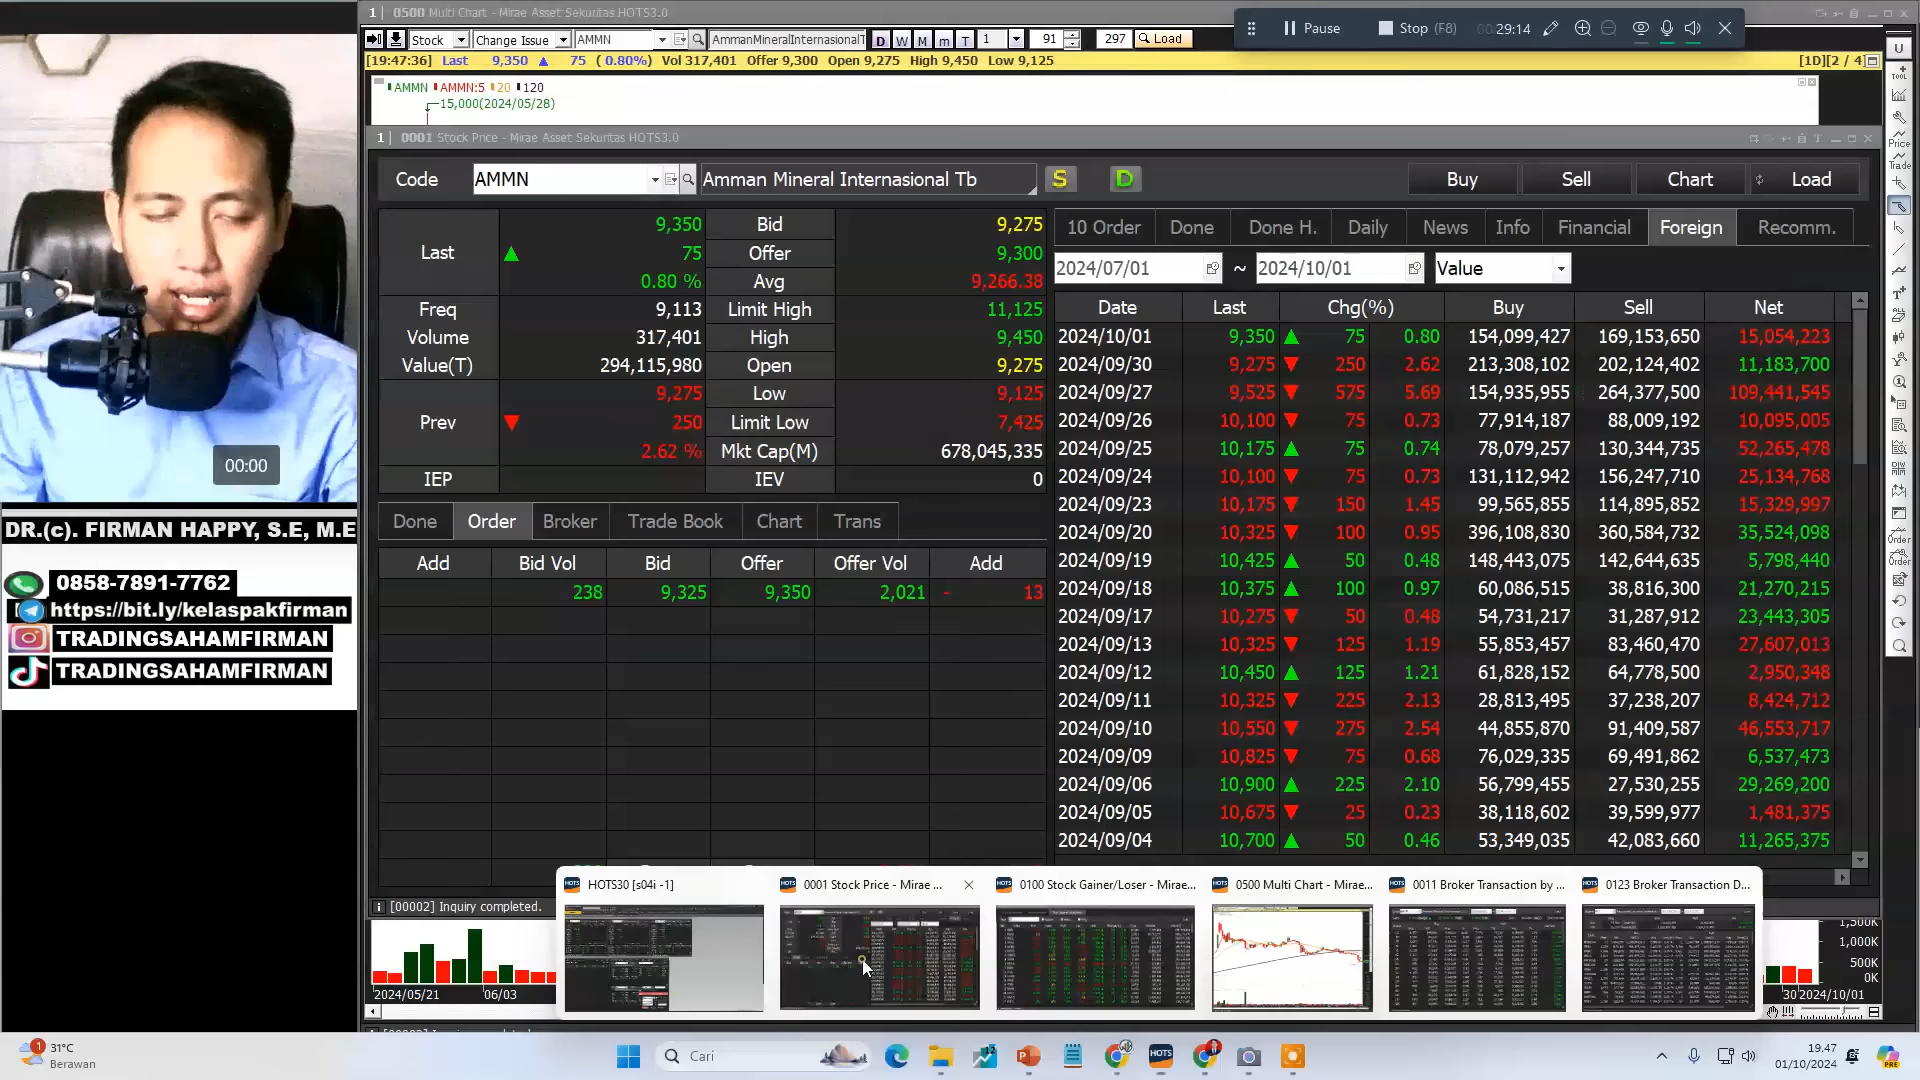 1 0500 Multi Chart - Mirae Asset Sekuritas HOTS3.0
Pause Stop (F8) 00:29:14
Stock Change Issue AMMN AmmanMineralInternasionalT D W M m T 1 91 297 Load
[19:47:36] Last 9,350 ▲ 75 ( 0.80%) Vol 317,401 Offer 9,300 Open 9,275 High 9,450 Low 9,125 [1D][2 / 4]
AMMN AMMN:5 20 120
15,000(2024/05/28)
1 0001 Stock Price - Mirae Asset Sekuritas HOTS3.0
Code AMMN Amman Mineral Internasional Tb S D Buy Sell Chart Load
Last 9,350 Bid 9,275
▲ 75 Offer 9,300
0.80 % Avg 9,266.38
Freq 9,113 Limit High 11,125
Volume 317,401 High 9,450
Value(T) 294,115,980 Open 9,275
Prev 9,275 Low 9,125
▼ 250 Limit Low 7,425
2.62 % Mkt Cap(M) 678,045,335
IEP IEV 0
10 Order Done Done H. Daily News Info Financial Foreign Recomm.
2024/07/01 ~ 2024/10/01 Value
Date Last Chg(%) Buy Sell Net
2024/10/01 9,350 ▲ 75 0.80 154,099,427 169,153,650 15,054,223
2024/09/30 9,275 ▼ 250 2.62 213,308,102 202,124,402 11,183,700
2024/09/27 9,525 ▼ 575 5.69 154,935,955 264,377,500 109,441,545
2024/09/26 10,100 ▼ 75 0.73 77,914,187 88,009,192 10,095,005
2024/09/25 10,175 ▲ 75 0.74 78,079,257 130,344,735 52,265,478
2024/09/24 10,100 ▼ 75 0.73 131,112,942 156,247,710 25,134,768
2024/09/23 10,175 ▼ 150 1.45 99,565,855 114,895,852 15,329,997
2024/09/20 10,325 ▼ 100 0.95 396,108,830 360,584,732 35,524,098
2024/09/19 10,425 ▲ 50 0.48 148,443,075 142,644,635 5,798,440
2024/09/18 10,375 ▲ 100 0.97 60,086,515 38,816,300 21,270,215
2024/09/17 10,275 ▼ 50 0.48 54,731,217 31,287,912 23,443,305
2024/09/13 10,325 ▼ 125 1.19 55,853,457 83,460,470 27,607,013
2024/09/12 10,450 ▲ 125 1.21 61,828,152 64,778,500 2,950,348
2024/09/11 10,325 ▼ 225 2.13 28,813,495 37,238,207 8,424,712
2024/09/10 10,550 ▼ 275 2.54 44,855,870 91,409,587 46,553,717
2024/09/09 10,825 ▼ 75 0.68 76,029,335 69,491,862 6,537,473
2024/09/06 10,900 ▲ 225 2.10 56,799,455 27,530,255 29,269,200
2024/09/05 10,675 ▼ 25 0.23 38,118,602 39,599,977 1,481,375
2024/09/04 10,700 ▲ 50 0.46 53,349,035 42,083,660 11,265,375
Done Order Broker Trade Book Chart Trans
Add Bid Vol Bid Offer Offer Vol Add
238 9,325 9,350 2,021 - 13
00:00
DR.(c). FIRMAN HAPPY, S.E, M.E
0858-7891-7762
https://bit.ly/kelaspakfirman
TRADINGSAHAMFIRMAN
TRADINGSAHAMFIRMAN
HOTS30 [s04i -1] 0001 Stock Price - Mirae ... 0100 Stock Gainer/Loser - Mirae... 0500 Multi Chart - Mirae... 0011 Broker Transaction by ... 0123 Broker Transaction D...
[00002] Inquiry completed.
1,500K
1,000K
500K
0K
2024/05/21 06/03 30 2024/10/01
31°C
Berawan
Cari
19.47
01/10/2024
U
TOOL
Price
Trade
Order
Order